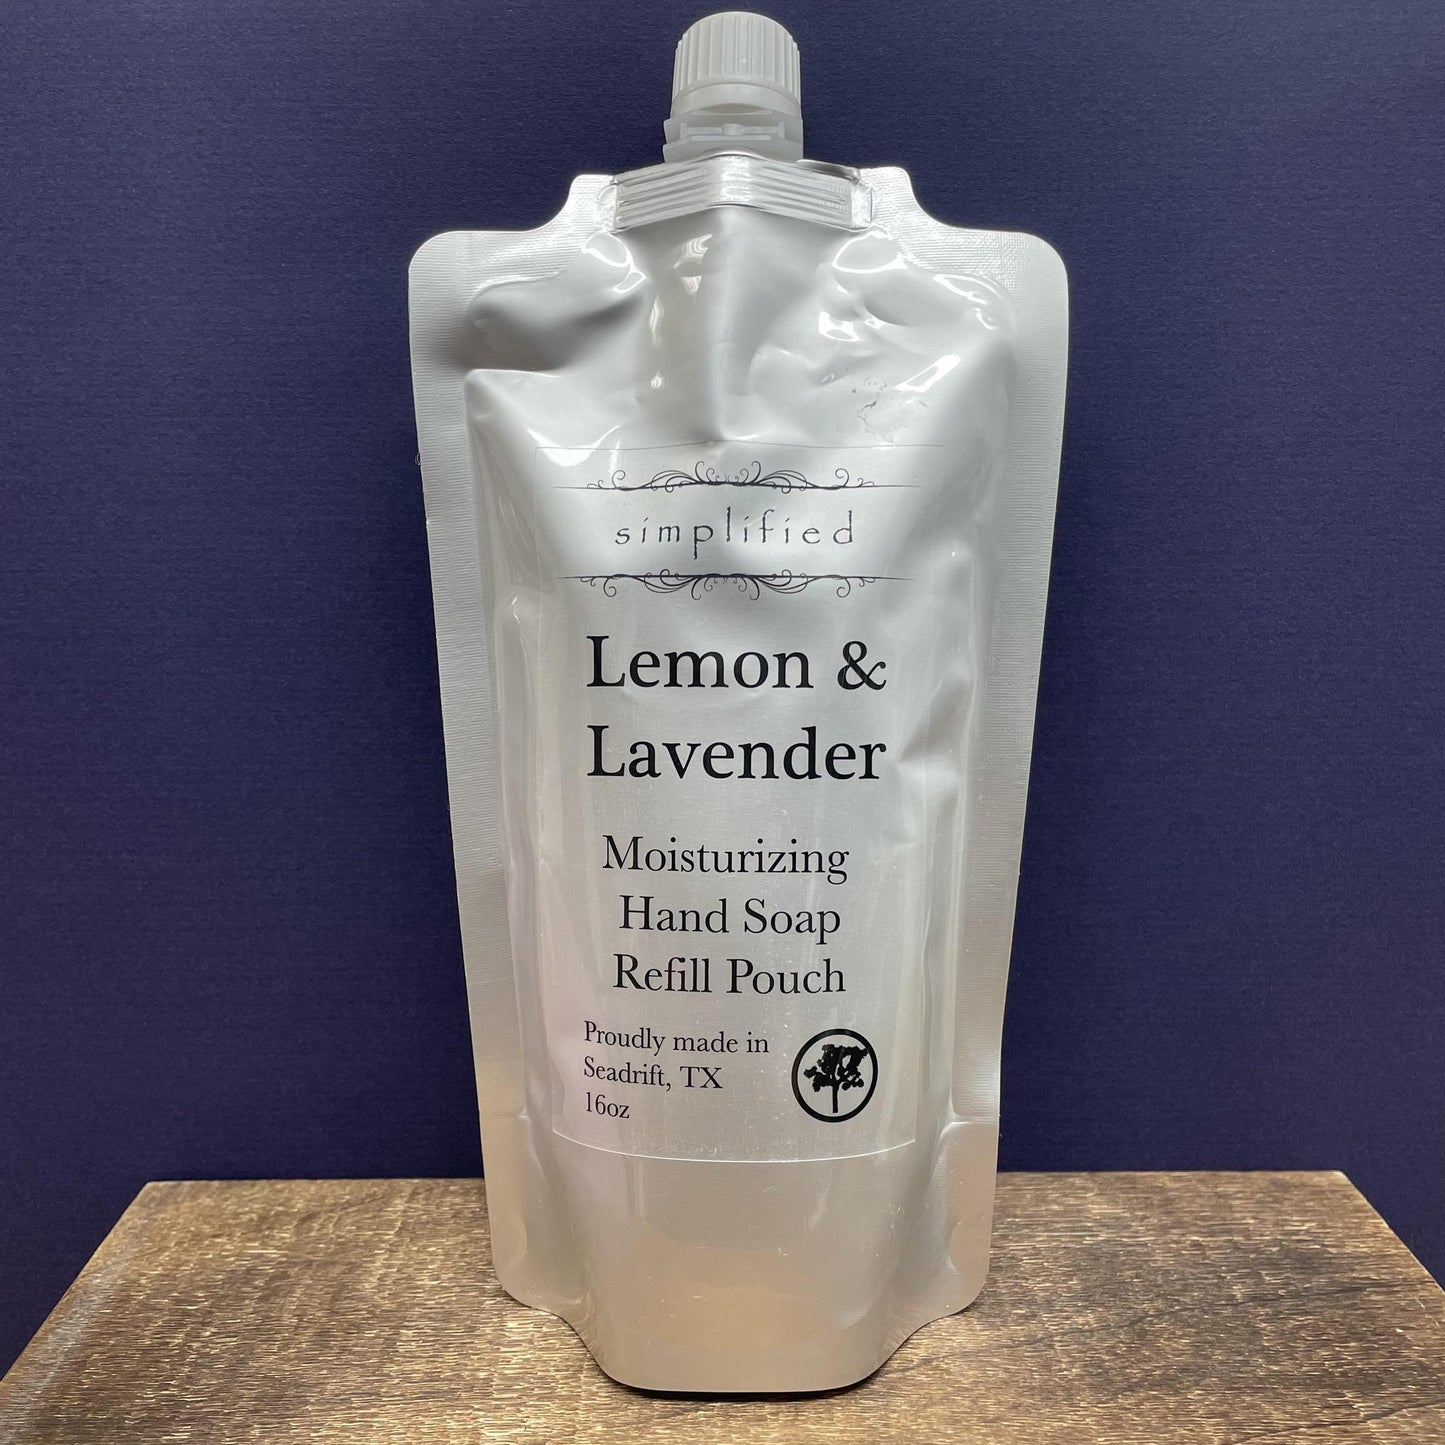 simplified
Lemon &
Lavender
Moisturizing
Hand Soap
Refill Pouch
Proudly made in
Seadrift, TX
16oz